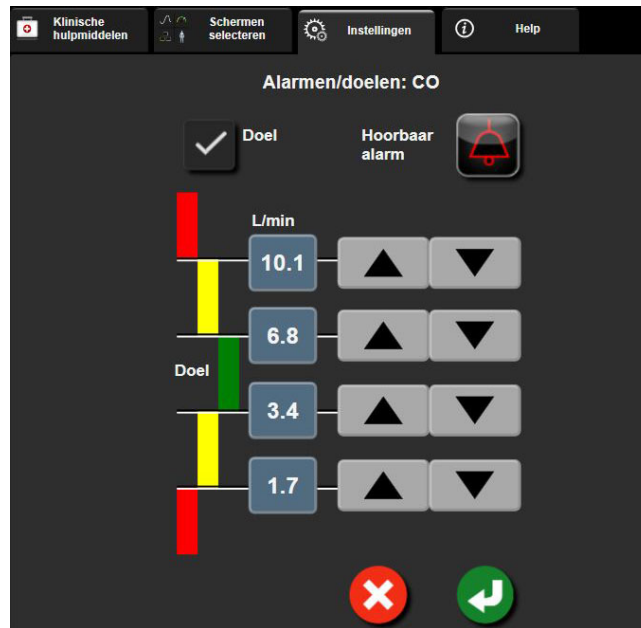 Klinische
hulpmiddelen
Schermen
selecteren
Instellingen
Help
Alarmen/doelen: CO
Doel
Hoorbaar
alarm
L/min
10.1
6.8
Doel
3.4
1.7